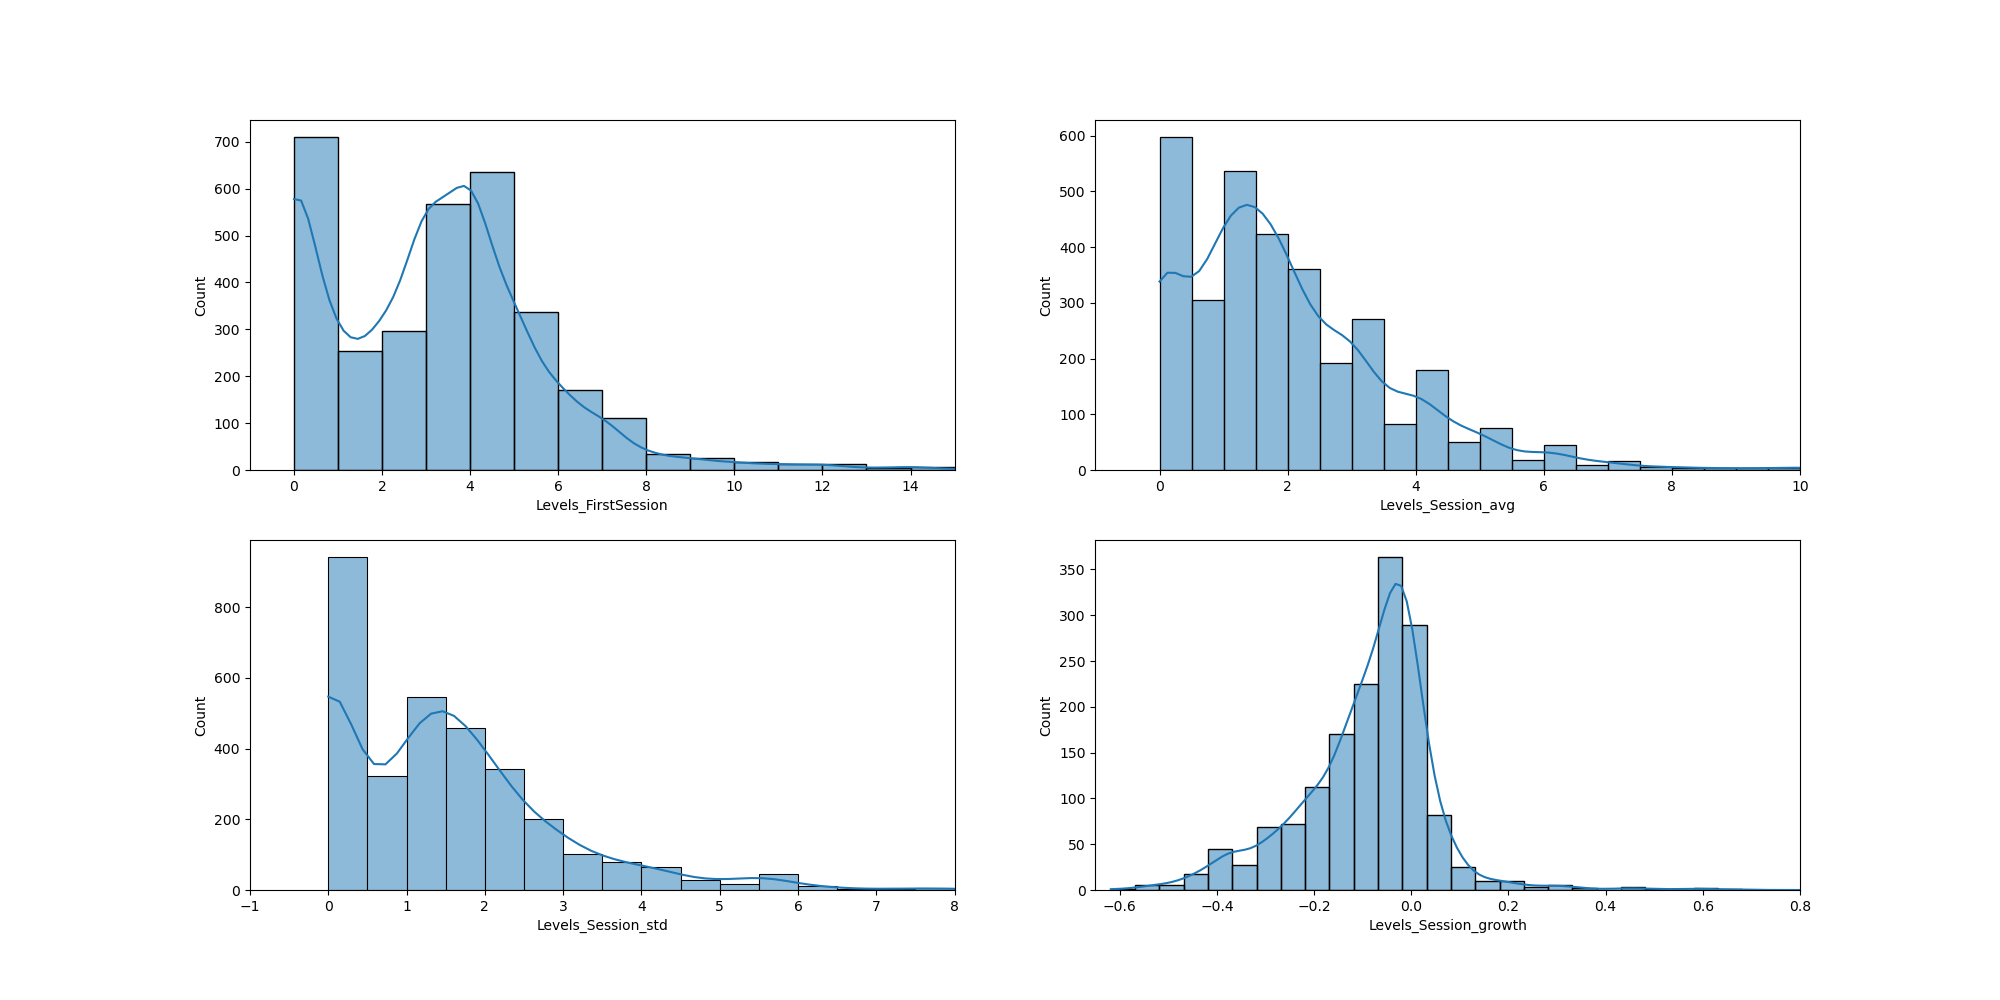 700
600
500
400
300
200
100
0
Count
0 2 4 6 8 10 12 14
Levels_FirstSession
600
500
400
300
200
100
0
Count
0 2 4 6 8 10
Levels_Session_avg
800
600
400
200
0
Count
−1 0 1 2 3 4 5 6 7 8
Levels_Session_std
350
300
250
200
150
100
50
0
Count
−0.6 −0.4 −0.2 0.0 0.2 0.4 0.6 0.8
Levels_Session_growth